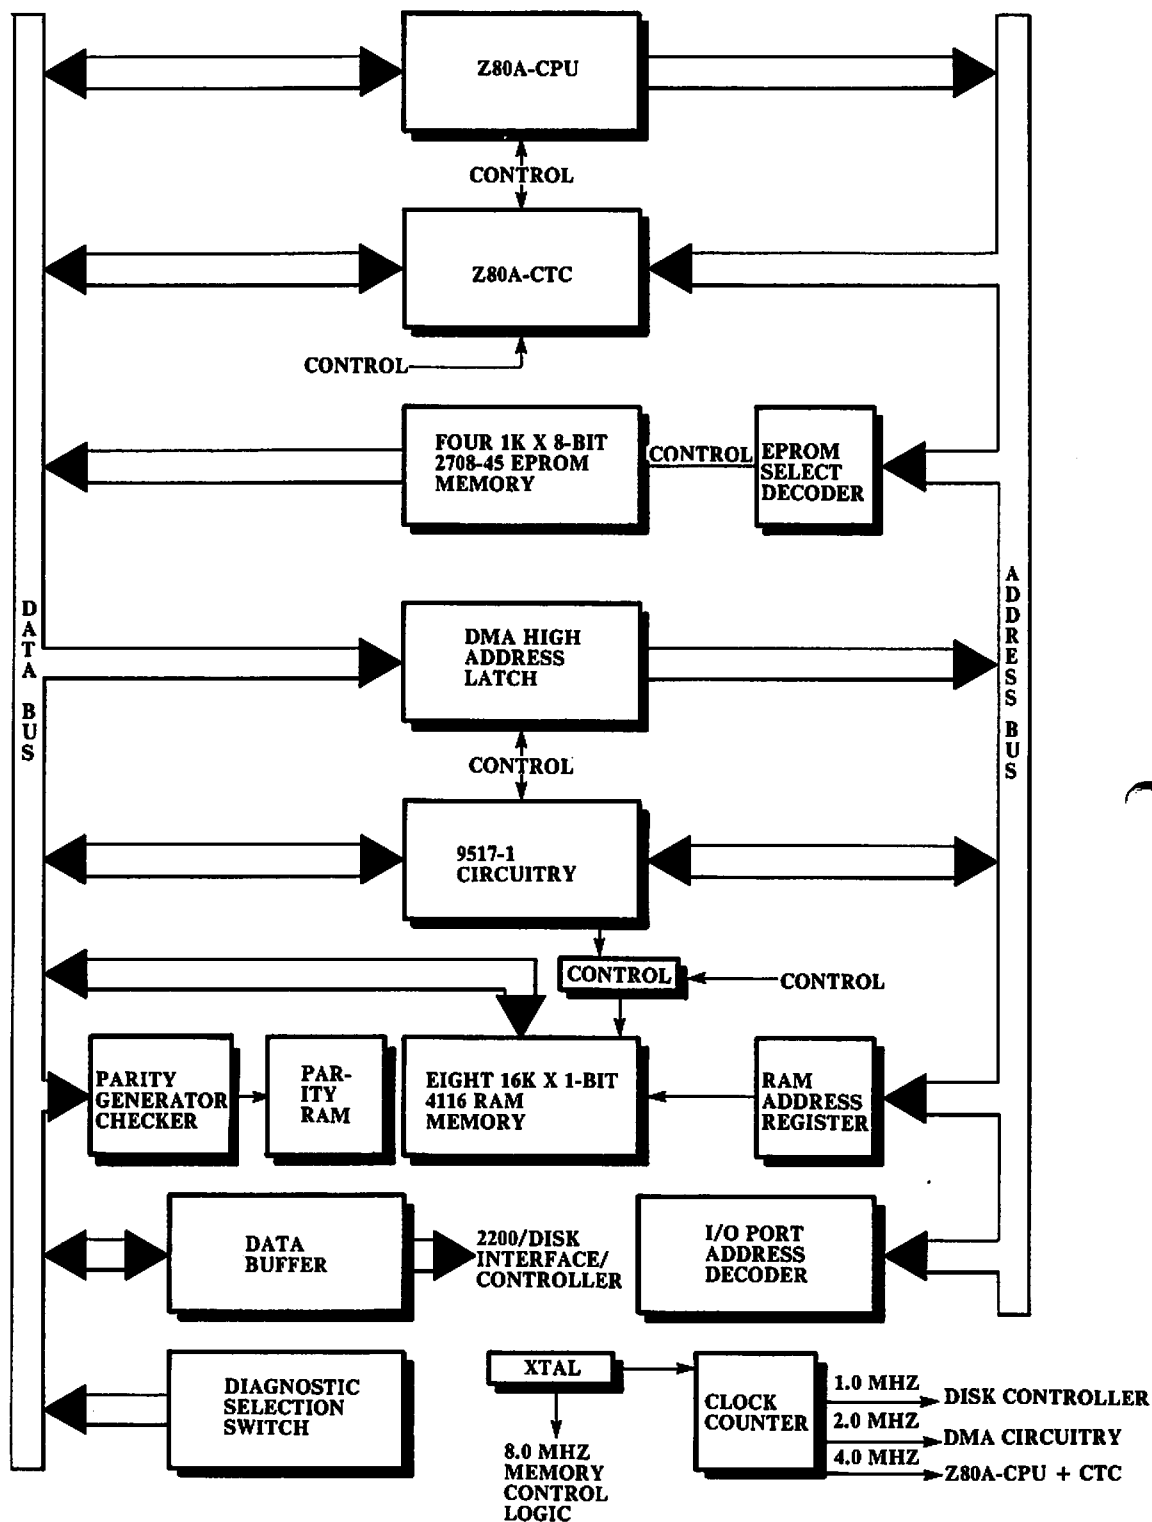 Z80A-CPU
CONTROL
Z80A-CTC
CONTROL
FOUR 1K X 8-BIT
2708-45 EPROM
MEMORY
CONTROL
EPROM
SELECT
DECODER
DATA BUS
ADDRESS BUS
DMA HIGH
ADDRESS
LATCH
CONTROL
9517-1
CIRCUITRY
CONTROL
CONTROL
PARITY
GENERATOR
CHECKER
PAR-
ITY
RAM
EIGHT 16K X 1-BIT
4116 RAM
MEMORY
RAM
ADDRESS
REGISTER
DATA
BUFFER
2200/DISK
INTERFACE/
CONTROLLER
I/O PORT
ADDRESS
DECODER
DIAGNOSTIC
SELECTION
SWITCH
XTAL
8.0 MHZ
MEMORY
CONTROL
LOGIC
CLOCK
COUNTER
1.0 MHZ
DISK CONTROLLER
2.0 MHZ
DMA CIRCUITRY
4.0 MHZ
Z80A-CPU + CTC